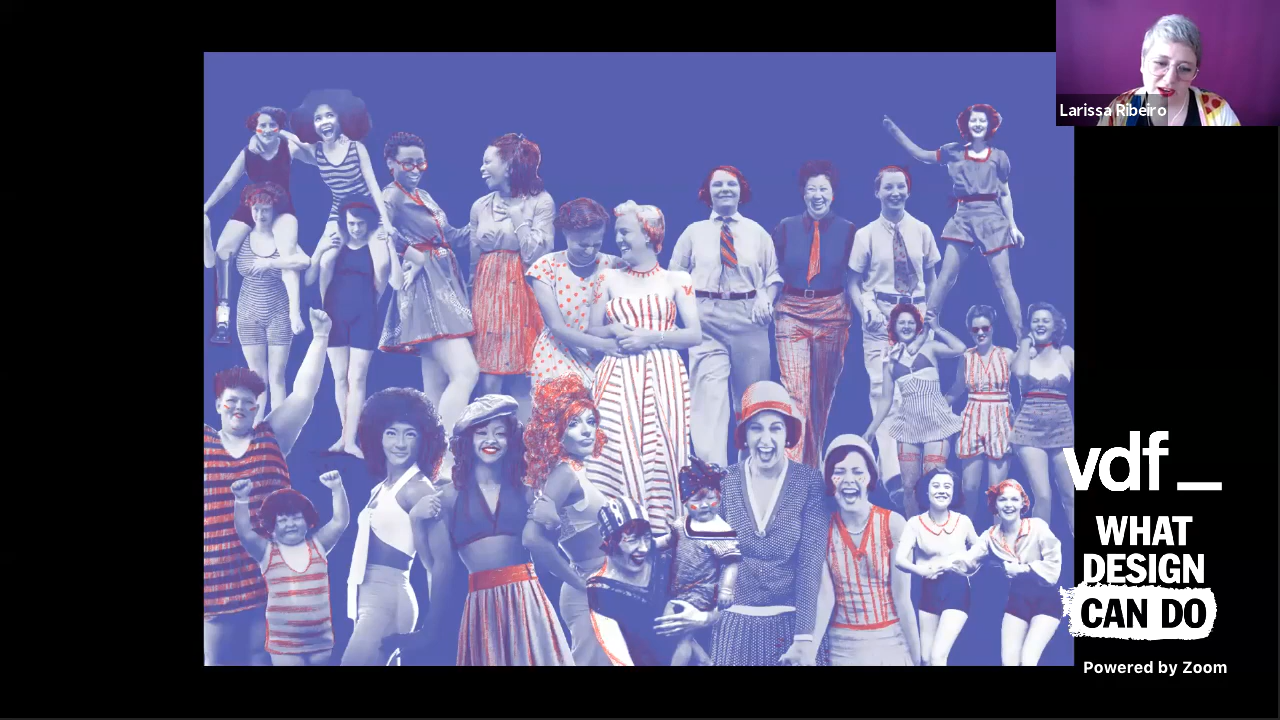 Larissa Ribeiro
vdf_
WHAT
DESIGN
CAN DO
Powered by Zoom